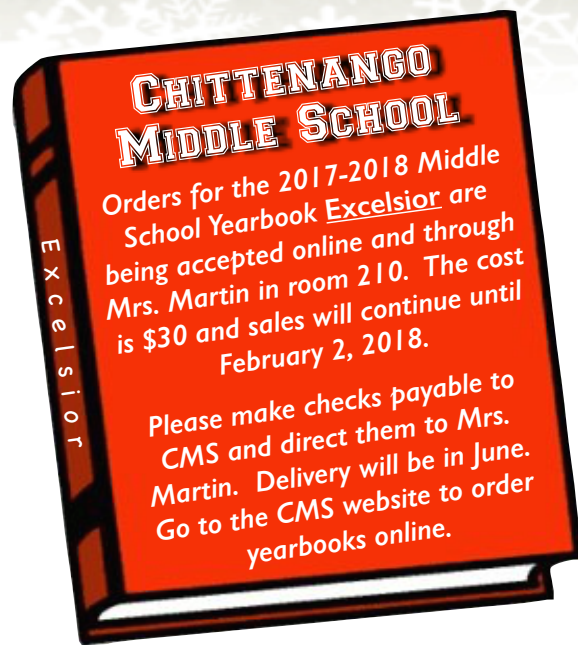 Chittenango
Middle School
Orders for the 2017-2018 Middle
School Yearbook Excelsior are
being accepted online and through
Mrs. Martin in room 210. The cost
is $30 and sales will continue until
February 2, 2018.
Please make checks payable to
CMS and direct them to Mrs.
Martin. Delivery will be in June.
Go to the CMS website to order
yearbooks online.
Excelsior